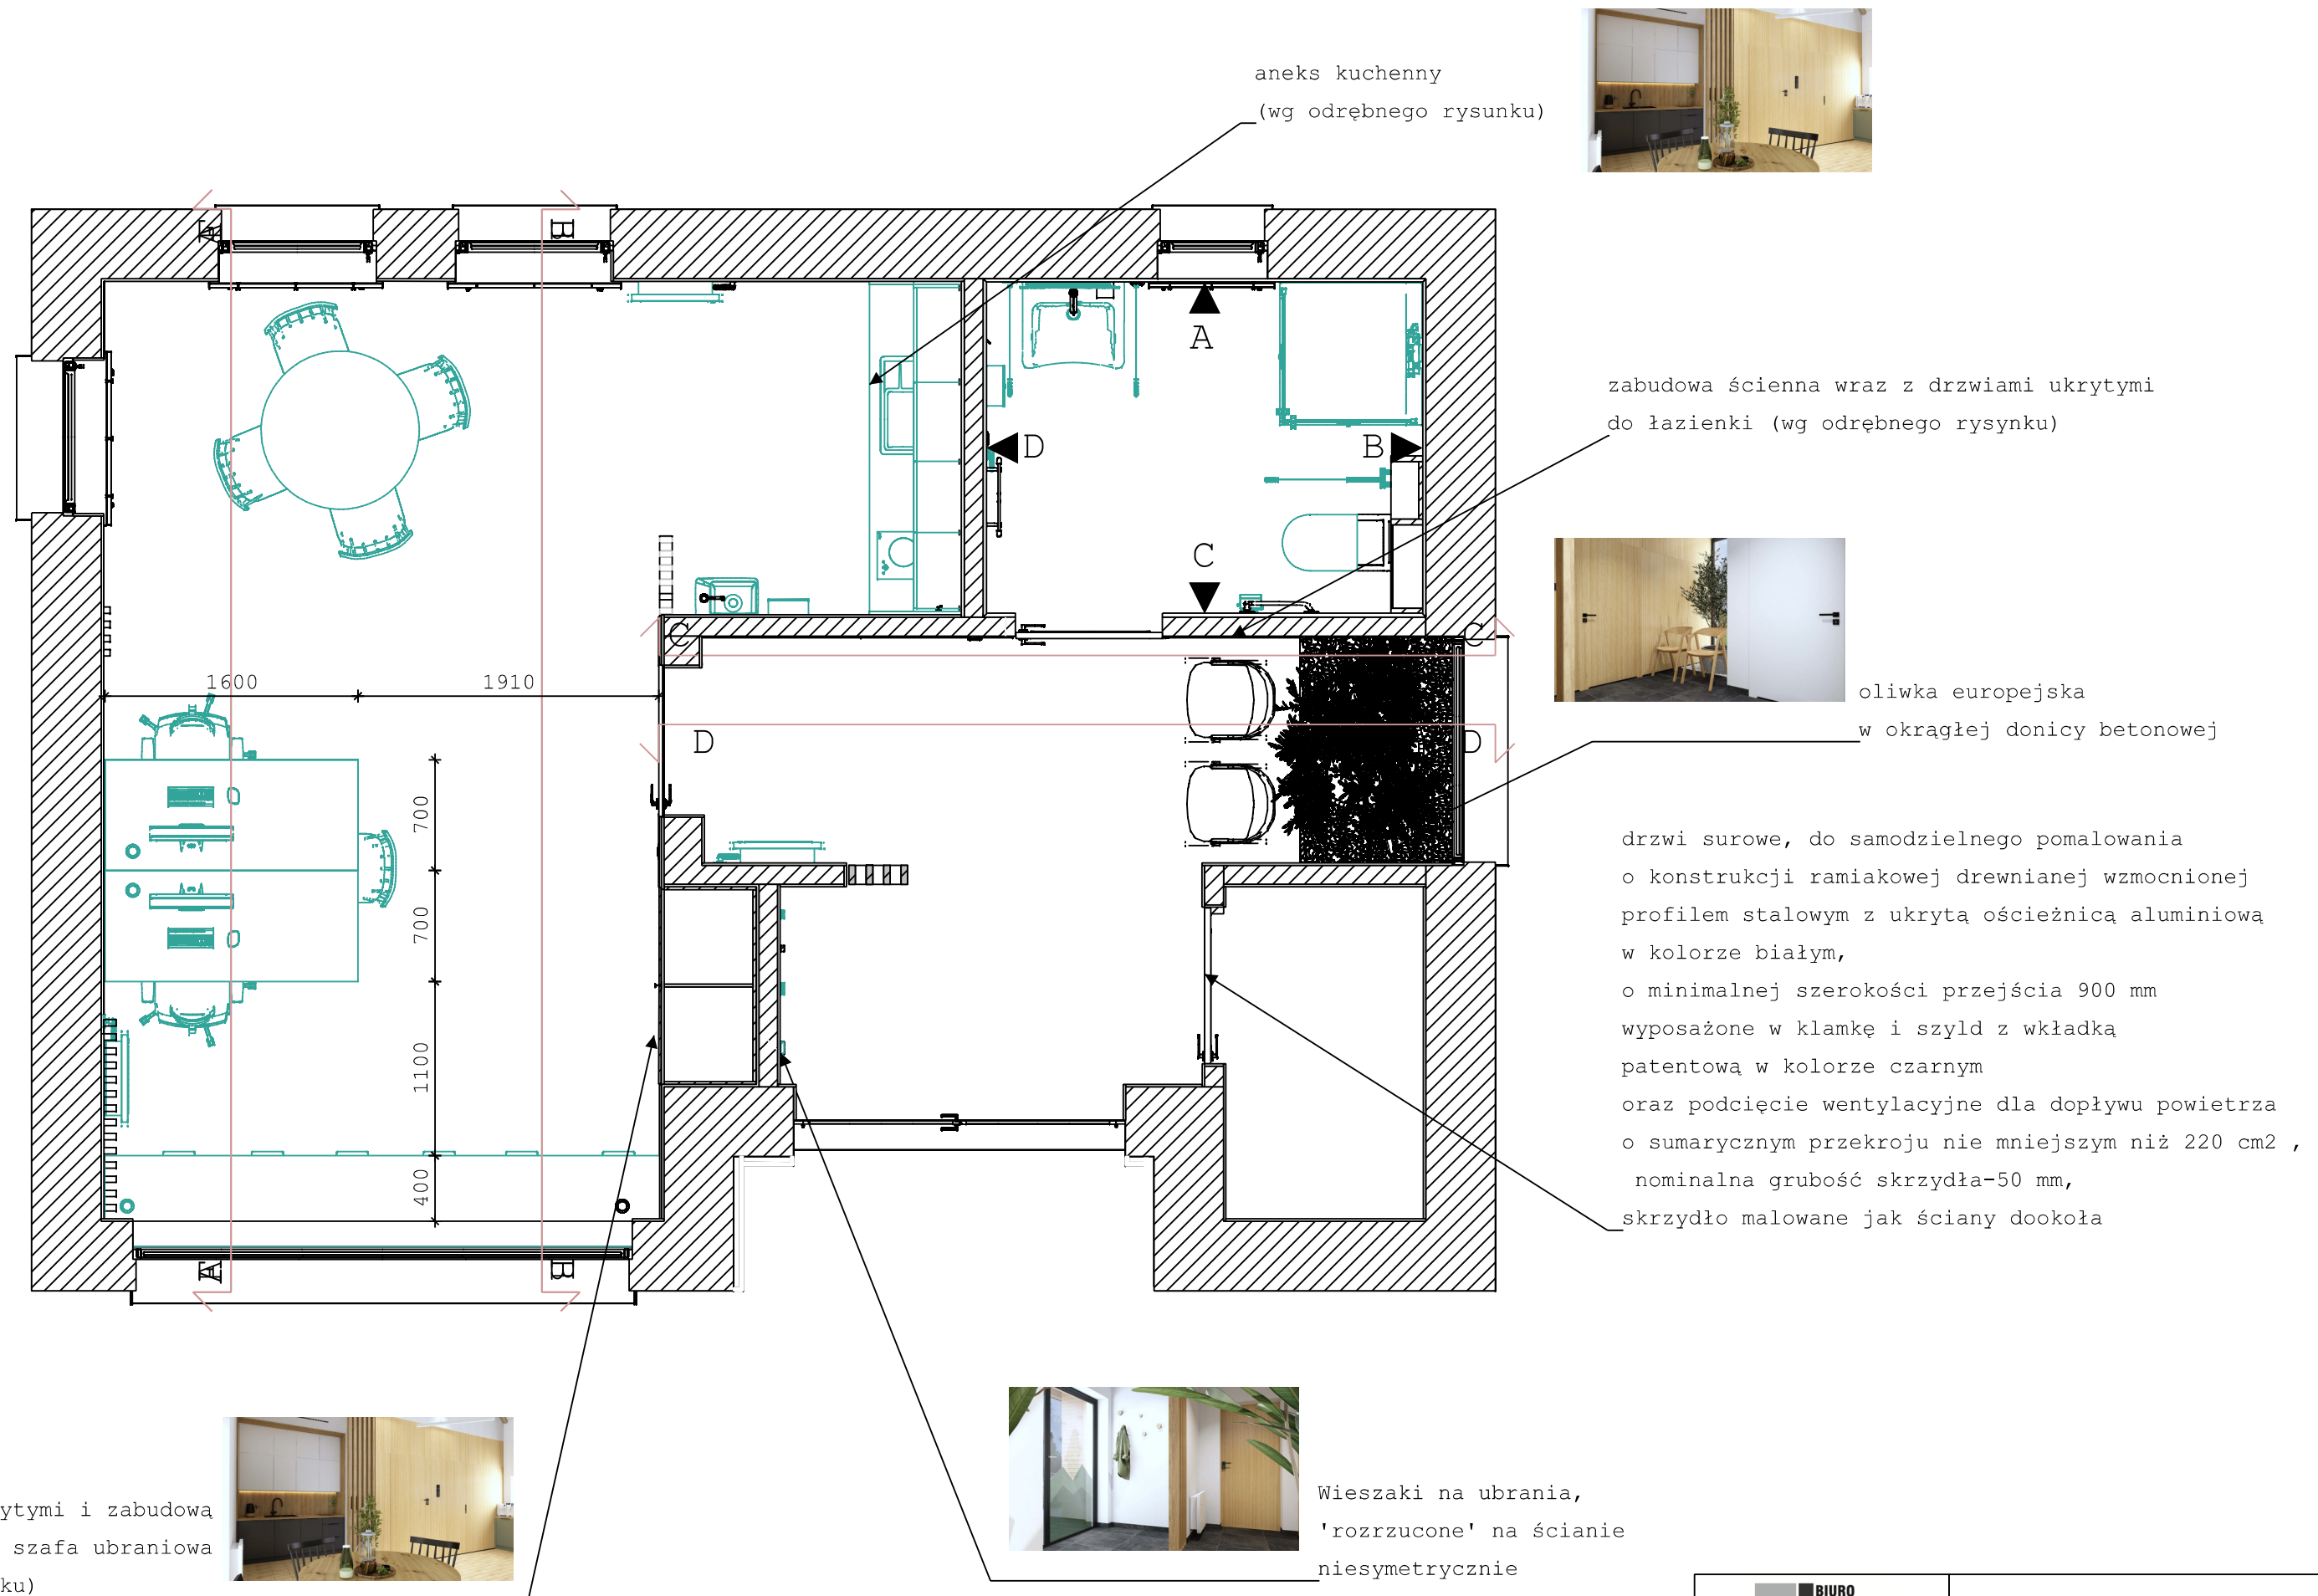 aneks kuchenny
(wg odrębnego rysunku)
A
B
zabudowa ścienna wraz z drzwiami ukrytymi
do łazienki (wg odrębnego rysynku)
A
D
B
C
C
C
1600
1910
D
D
oliwka europejska
w okrągłej donicy betonowej
700
700
1100
400
drzwi surowe, do samodzielnego pomalowania
o konstrukcji ramiakowej drewnianej wzmocnionej
profilem stalowym z ukrytą ościeżnicą aluminiową
w kolorze białym,
o minimalnej szerokości przejścia 900 mm
wyposażone w klamkę i szyld z wkładką
patentową w kolorze czarnym
oraz podcięcie wentylacyjne dla dopływu powietrza
o sumarycznym przekroju nie mniejszym niż 220 cm2 ,
nominalna grubość skrzydła-50 mm,
skrzydło malowane jak ściany dookoła
A
B
ytymi i zabudową
szafa ubraniowa
ku)
Wieszaki na ubrania,
'rozrzucone' na ścianie
niesymetrycznie
BIURO